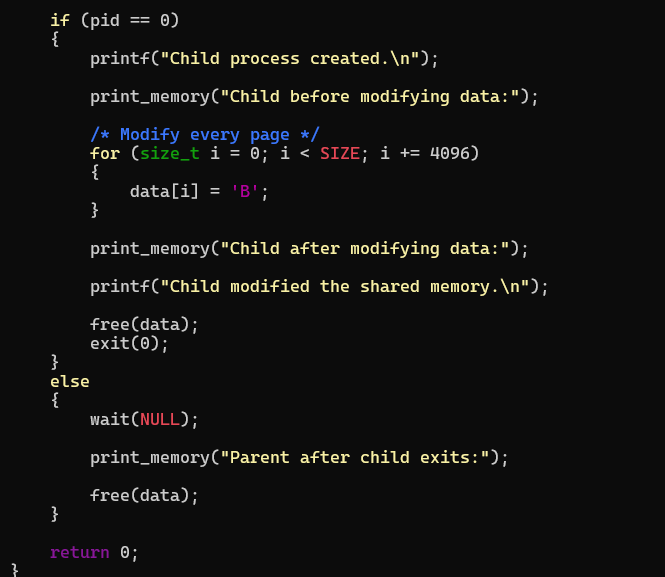 if (pid == 0)
{
printf("Child process created.\n");
print_memory("Child before modifying data:");
/* Modify every page */
for (size_t i = 0; i < SIZE; i += 4096)
{
data[i] = 'B';
}
print_memory("Child after modifying data:");
printf("Child modified the shared memory.\n");
free(data);
exit(0);
}
else
{
wait(NULL);
print_memory("Parent after child exits:");
free(data);
}
return 0;
}